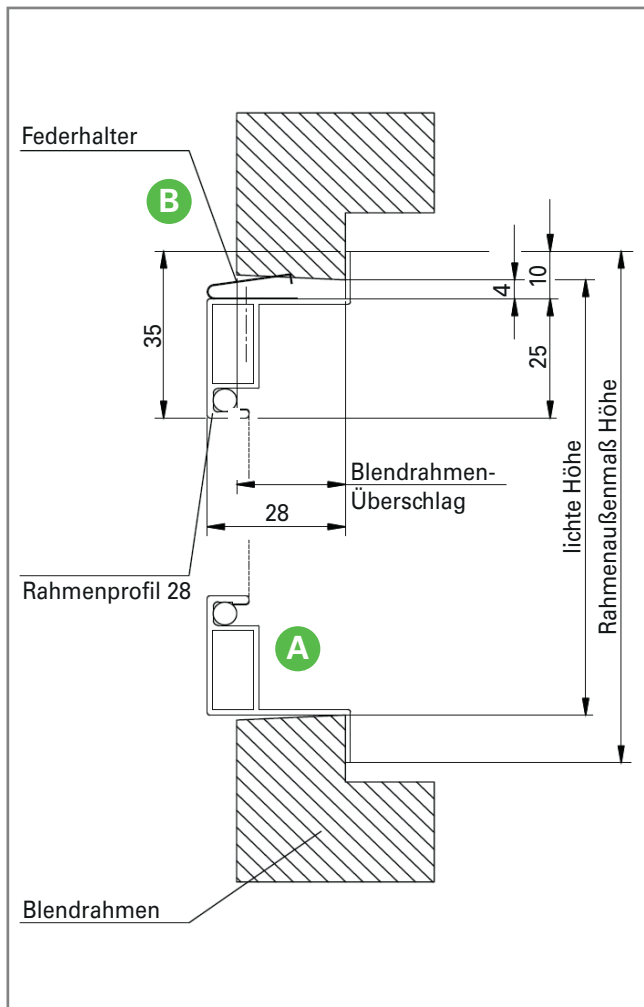 Federhalter
B
10
4
35
25
Blendrahmen-
Überschlag
28
lichte Höhe
Rahmenaußenmaß Höhe
Rahmenprofil 28
A
Blendrahmen